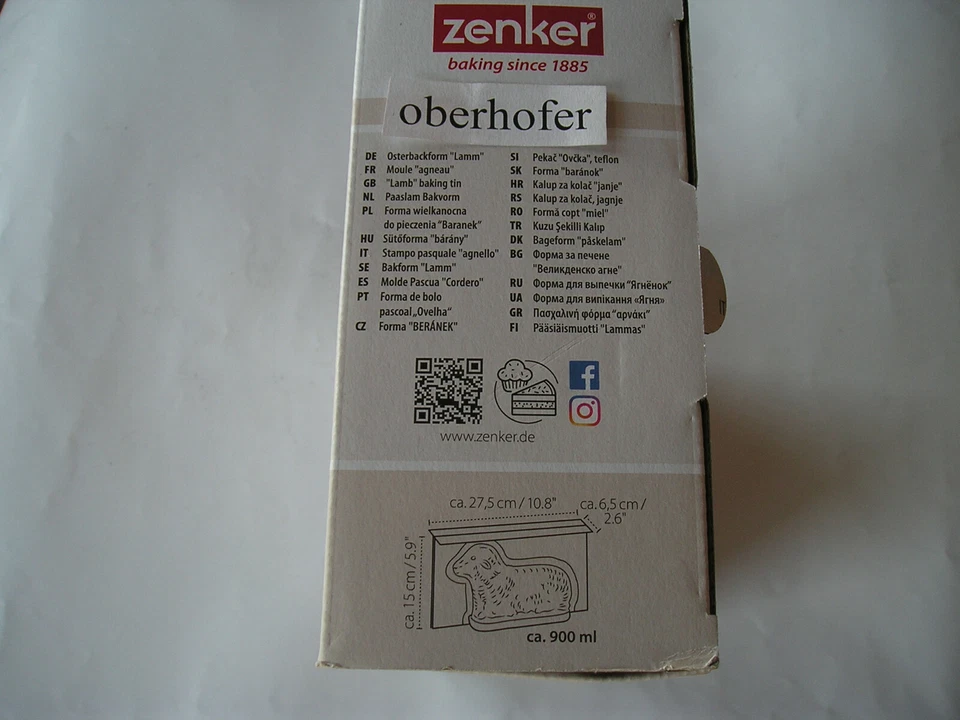 zenker®
baking since 1885
oberhofer
DE Osterbackform "Lamm"
FR Moule "agneau"
GB "Lamb" baking tin
NL Paaslam Bakvorm
PL Forma wielkanocna
do pieczenia "Baranek"
HU Sütőforma "bárány"
IT Stampo pasquale "agnello"
SE Bakform "Lamm"
ES Molde Pascua "Cordero"
PT Forma de bolo
pascoal „Ovelha"
CZ Forma "BERÁNEK"
SI Pekač "Ovčka", teflon
SK Forma "baránok"
HR Kalup za kolač "janje"
RS Kalup za kolač, jagnje
RO Formă copt "miel"
TR Kuzu Şekilli Kalıp
DK Bageform "påskelam"
BG Форма за печене
"Великденско агне"
RU Форма для выпечки "Ягнёнок"
UA Форма для випікання «Ягня»
GR Πασχαλινή φόρμα "αρνάκι"
FI Pääsiäismuotti "Lammas"
www.zenker.de
ca. 27,5 cm / 10.8"
ca. 6,5 cm /
2.6"
ca. 15 cm / 5.9"
ca. 900 ml